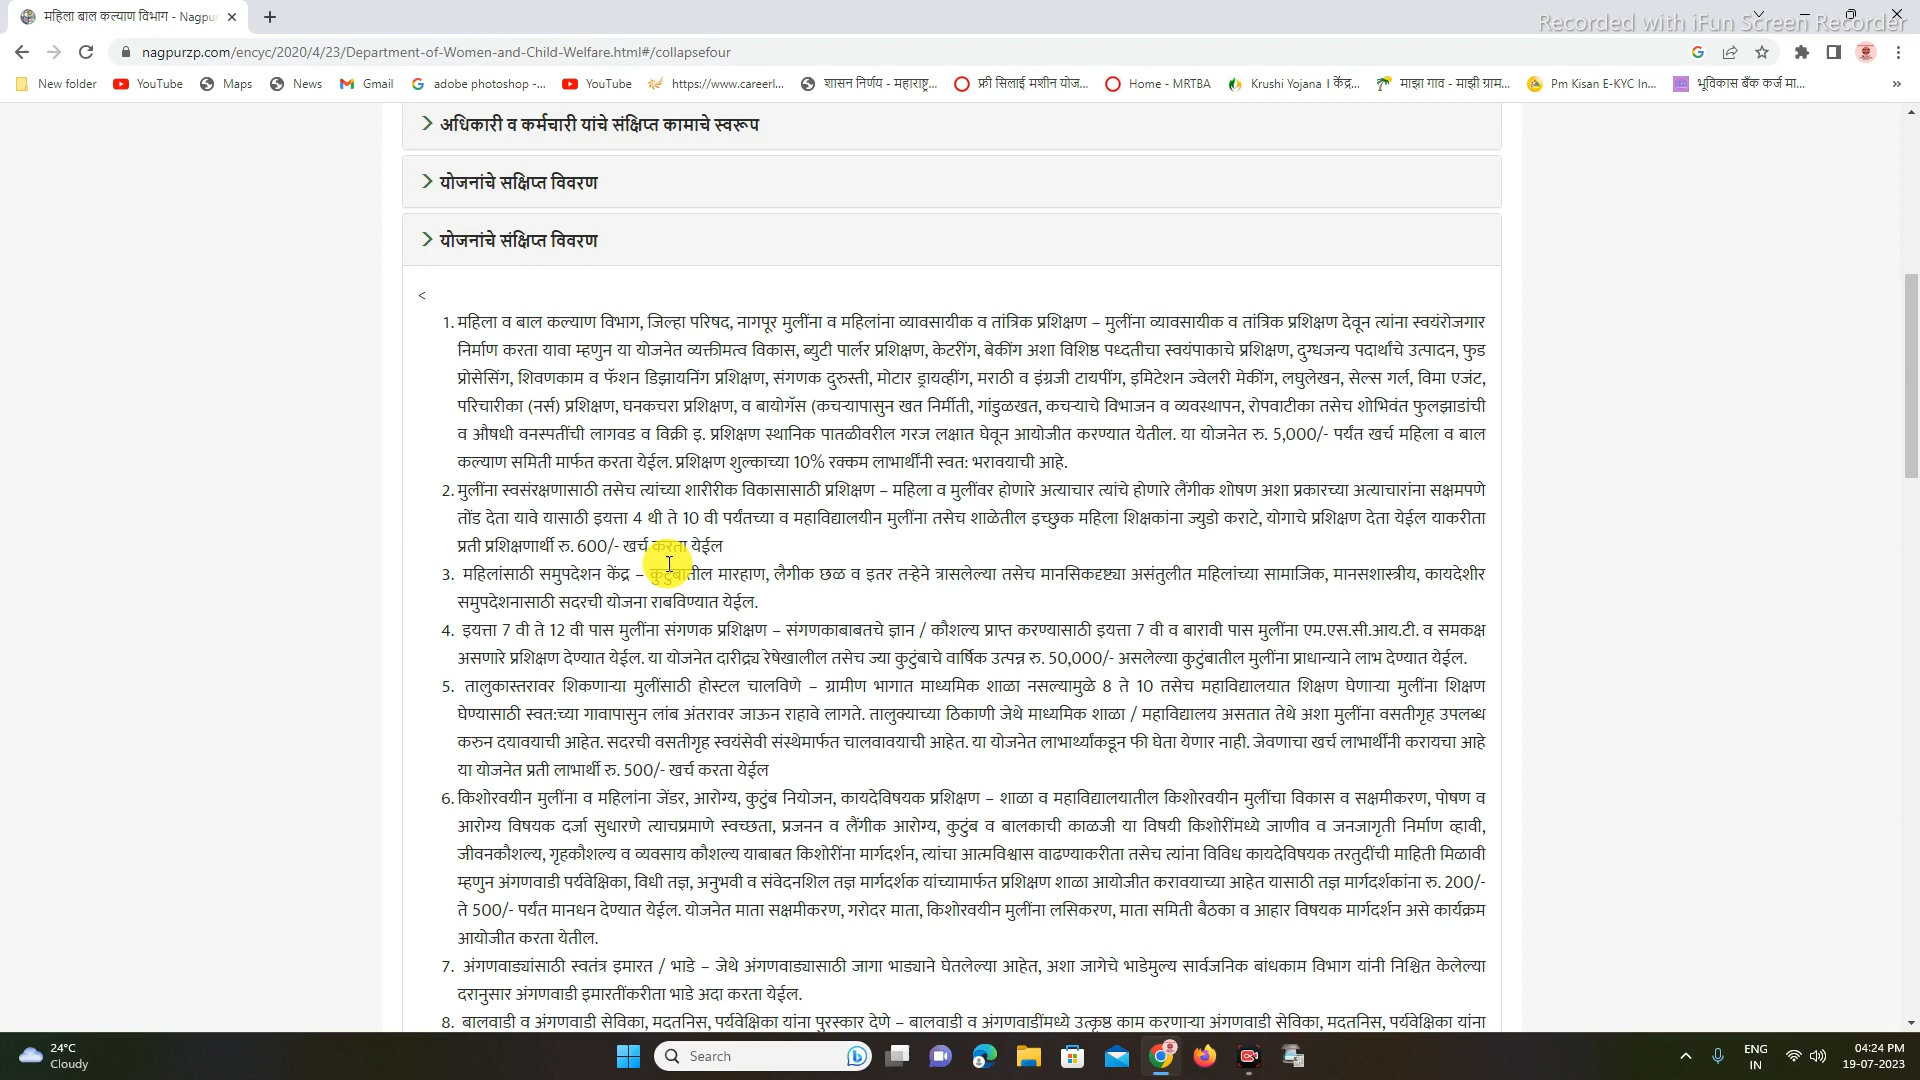 महिला बाल कल्याण विभाग - Nagpu
Recorded with iFun Screen Recorder
nagpurzp.com/encyc/2020/4/23/Department-of-Women-and-Child-Welfare.html#/collapsefour
New folder YouTube Maps News Gmail adobe photoshop -... YouTube https://www.careerl... शासन निर्णय - महाराष्ट्र... फ्री सिलाई मशीन योज... Home - MRTBA Krushi Yojana । केंद्र... माझा गाव - माझी ग्राम... Pm Kisan E-KYC In... भूविकास बँक कर्ज मा... »
अधिकारी व कर्मचारी यांचे संक्षिप्त कामाचे स्वरूप
योजनांचे सक्षिप्त विवरण
योजनांचे संक्षिप्त विवरण
<
1. महिला व बाल कल्याण विभाग, जिल्हा परिषद, नागपूर मुलींना व महिलांना व्यावसायीक व तांत्रिक प्रशिक्षण – मुलींना व्यावसायीक व तांत्रिक प्रशिक्षण देवून त्यांना स्वयंरोजगार
निर्माण करता यावा म्हणुन या योजनेत व्यक्तीमत्व विकास, ब्युटी पार्लर प्रशिक्षण, केटरींग, बेकींग अशा विशिष्ठ पध्दतीचा स्वयंपाकाचे प्रशिक्षण, दुग्धजन्य पदार्थांचे उत्पादन, फुड
प्रोसेसिंग, शिवणकाम व फॅशन डिझायनिंग प्रशिक्षण, संगणक दुरुस्ती, मोटार ड्रायव्हींग, मराठी व इंग्रजी टायपींग, इमिटेशन ज्वेलरी मेकींग, लघुलेखन, सेल्स गर्ल, विमा एजंट,
परिचारीका (नर्स) प्रशिक्षण, घनकचरा प्रशिक्षण, व बायोगॅस (कचऱ्यापासुन खत निर्मीती, गांडुळखत, कचऱ्याचे विभाजन व व्यवस्थापन, रोपवाटीका तसेच शोभिवंत फुलझाडांची
व औषधी वनस्पतींची लागवड व विक्री इ. प्रशिक्षण स्थानिक पातळीवरील गरज लक्षात घेवून आयोजीत करण्यात येतील. या योजनेत रु. 5,000/- पर्यंत खर्च महिला व बाल
कल्याण समिती मार्फत करता येईल. प्रशिक्षण शुल्काच्या 10% रक्कम लाभार्थींनी स्वत: भरावयाची आहे.
2. मुलींना स्वसंरक्षणासाठी तसेच त्यांच्या शारीरीक विकासासाठी प्रशिक्षण – महिला व मुलींवर होणारे अत्याचार त्यांचे होणारे लैंगीक शोषण अशा प्रकारच्या अत्याचारांना सक्षमपणे
तोंड देता यावे यासाठी इयत्ता 4 थी ते 10 वी पर्यंतच्या व महाविद्यालयीन मुलींना तसेच शाळेतील इच्छुक महिला शिक्षकांना ज्युडो कराटे, योगाचे प्रशिक्षण देता येईल याकरीता
प्रती प्रशिक्षणार्थी रु. 600/- खर्च करता येईल
3. महिलांसाठी समुपदेशन केंद्र – कुटुंबातील मारहाण, लैगीक छळ व इतर तऱ्हेने त्रासलेल्या तसेच मानसिकदृष्ट्या असंतुलीत महिलांच्या सामाजिक, मानसशास्त्रीय, कायदेशीर
समुपदेशनासाठी सदरची योजना राबविण्यात येईल.
4. इयत्ता 7 वी ते 12 वी पास मुलींना संगणक प्रशिक्षण – संगणकाबाबतचे ज्ञान / कौशल्य प्राप्त करण्यासाठी इयत्ता 7 वी व बारावी पास मुलींना एम.एस.सी.आय.टी. व समकक्ष
असणारे प्रशिक्षण देण्यात येईल. या योजनेत दारीद्र्य रेषेखालील तसेच ज्या कुटुंबाचे वार्षिक उत्पन्न रु. 50,000/- असलेल्या कुटुंबातील मुलींना प्राधान्याने लाभ देण्यात येईल.
5. तालुकास्तरावर शिकणाऱ्या मुलींसाठी होस्टल चालविणे – ग्रामीण भागात माध्यमिक शाळा नसल्यामुळे 8 ते 10 तसेच महाविद्यालयात शिक्षण घेणाऱ्या मुलींना शिक्षण
घेण्यासाठी स्वत:च्या गावापासुन लांब अंतरावर जाऊन राहावे लागते. तालुक्याच्या ठिकाणी जेथे माध्यमिक शाळा / महाविद्यालय असतात तेथे अशा मुलींना वसतीगृह उपलब्ध
करुन दयावयाची आहेत. सदरची वसतीगृह स्वयंसेवी संस्थेमार्फत चालवावयाची आहेत. या योजनेत लाभार्थ्यांकडून फी घेता येणार नाही. जेवणाचा खर्च लाभार्थींनी करायचा आहे
या योजनेत प्रती लाभार्थी रु. 500/- खर्च करता येईल
6. किशोरवयीन मुलींना व महिलांना जेंडर, आरोग्य, कुटुंब नियोजन, कायदेविषयक प्रशिक्षण – शाळा व महाविद्यालयातील किशोरवयीन मुलींचा विकास व सक्षमीकरण, पोषण व
आरोग्य विषयक दर्जा सुधारणे त्याचप्रमाणे स्वच्छता, प्रजनन व लैंगीक आरोग्य, कुटुंब व बालकाची काळजी या विषयी किशोरींमध्ये जाणीव व जनजागृती निर्माण व्हावी,
जीवनकौशल्य, गृहकौशल्य व व्यवसाय कौशल्य याबाबत किशोरींना मार्गदर्शन, त्यांचा आत्मविश्वास वाढण्याकरीता तसेच त्यांना विविध कायदेविषयक तरतुदींची माहिती मिळावी
म्हणुन अंगणवाडी पर्यवेक्षिका, विधी तज्ञ, अनुभवी व संवेदनशिल तज्ञ मार्गदर्शक यांच्यामार्फत प्रशिक्षण शाळा आयोजीत करावयाच्या आहेत यासाठी तज्ञ मार्गदर्शकांना रु. 200/-
ते 500/- पर्यंत मानधन देण्यात येईल. योजनेत माता सक्षमीकरण, गरोदर माता, किशोरवयीन मुलींना लसिकरण, माता समिती बैठका व आहार विषयक मार्गदर्शन असे कार्यक्रम
आयोजीत करता येतील.
7. अंगणवाड्यांसाठी स्वतंत्र इमारत / भाडे – जेथे अंगणवाड्यासाठी जागा भाड्याने घेतलेल्या आहेत, अशा जागेचे भाडेमुल्य सार्वजनिक बांधकाम विभाग यांनी निश्चित केलेल्या
दरानुसार अंगणवाडी इमारतींकरीता भाडे अदा करता येईल.
8. बालवाडी व अंगणवाडी सेविका, मदतनिस, पर्यवेक्षिका यांना पुरस्कार देणे – बालवाडी व अंगणवाडींमध्ये उत्कृष्ठ काम करणाऱ्या अंगणवाडी सेविका, मदतनिस, पर्यवेक्षिका यांना
24°C
Cloudy
Search
ENG
IN
04:24 PM
19-07-2023